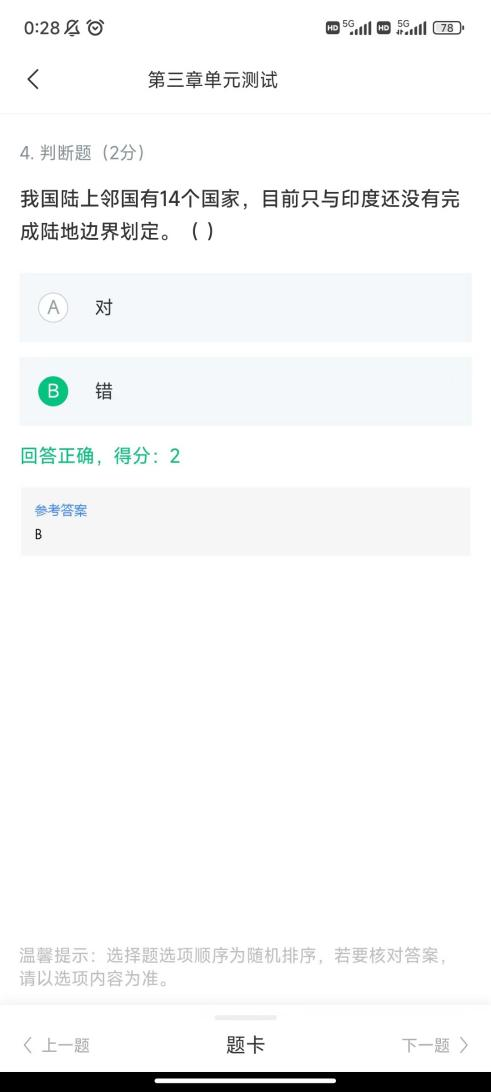 0:28
HD 5G HD 5G 78
第三章单元测试
4. 判断题（2分）
我国陆上邻国有14个国家，目前只与印度还没有完
成陆地边界划定。（ ）
A 对
B 错
回答正确，得分：2
参考答案
B
温馨提示：选择题选项顺序为随机排序，若要核对答案，
请以选项内容为准。
上一题 题卡 下一题